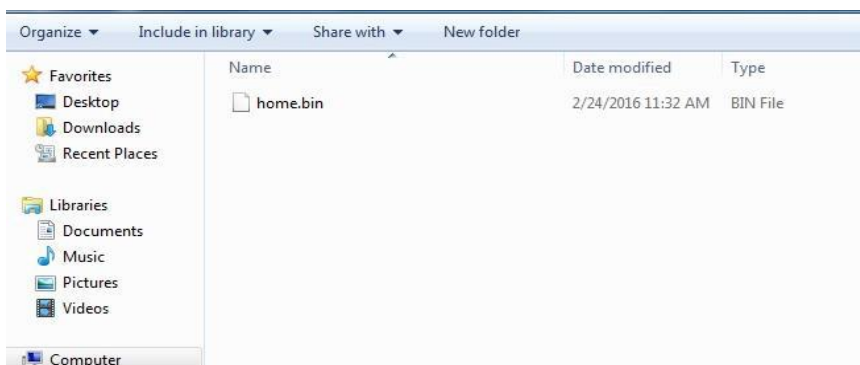 Organize Include in library Share with New folder
Favorites
Desktop
Downloads
Recent Places
Libraries
Documents
Music
Pictures
Videos
Computer
Name Date modified Type
home.bin 2/24/2016 11:32 AM BIN File